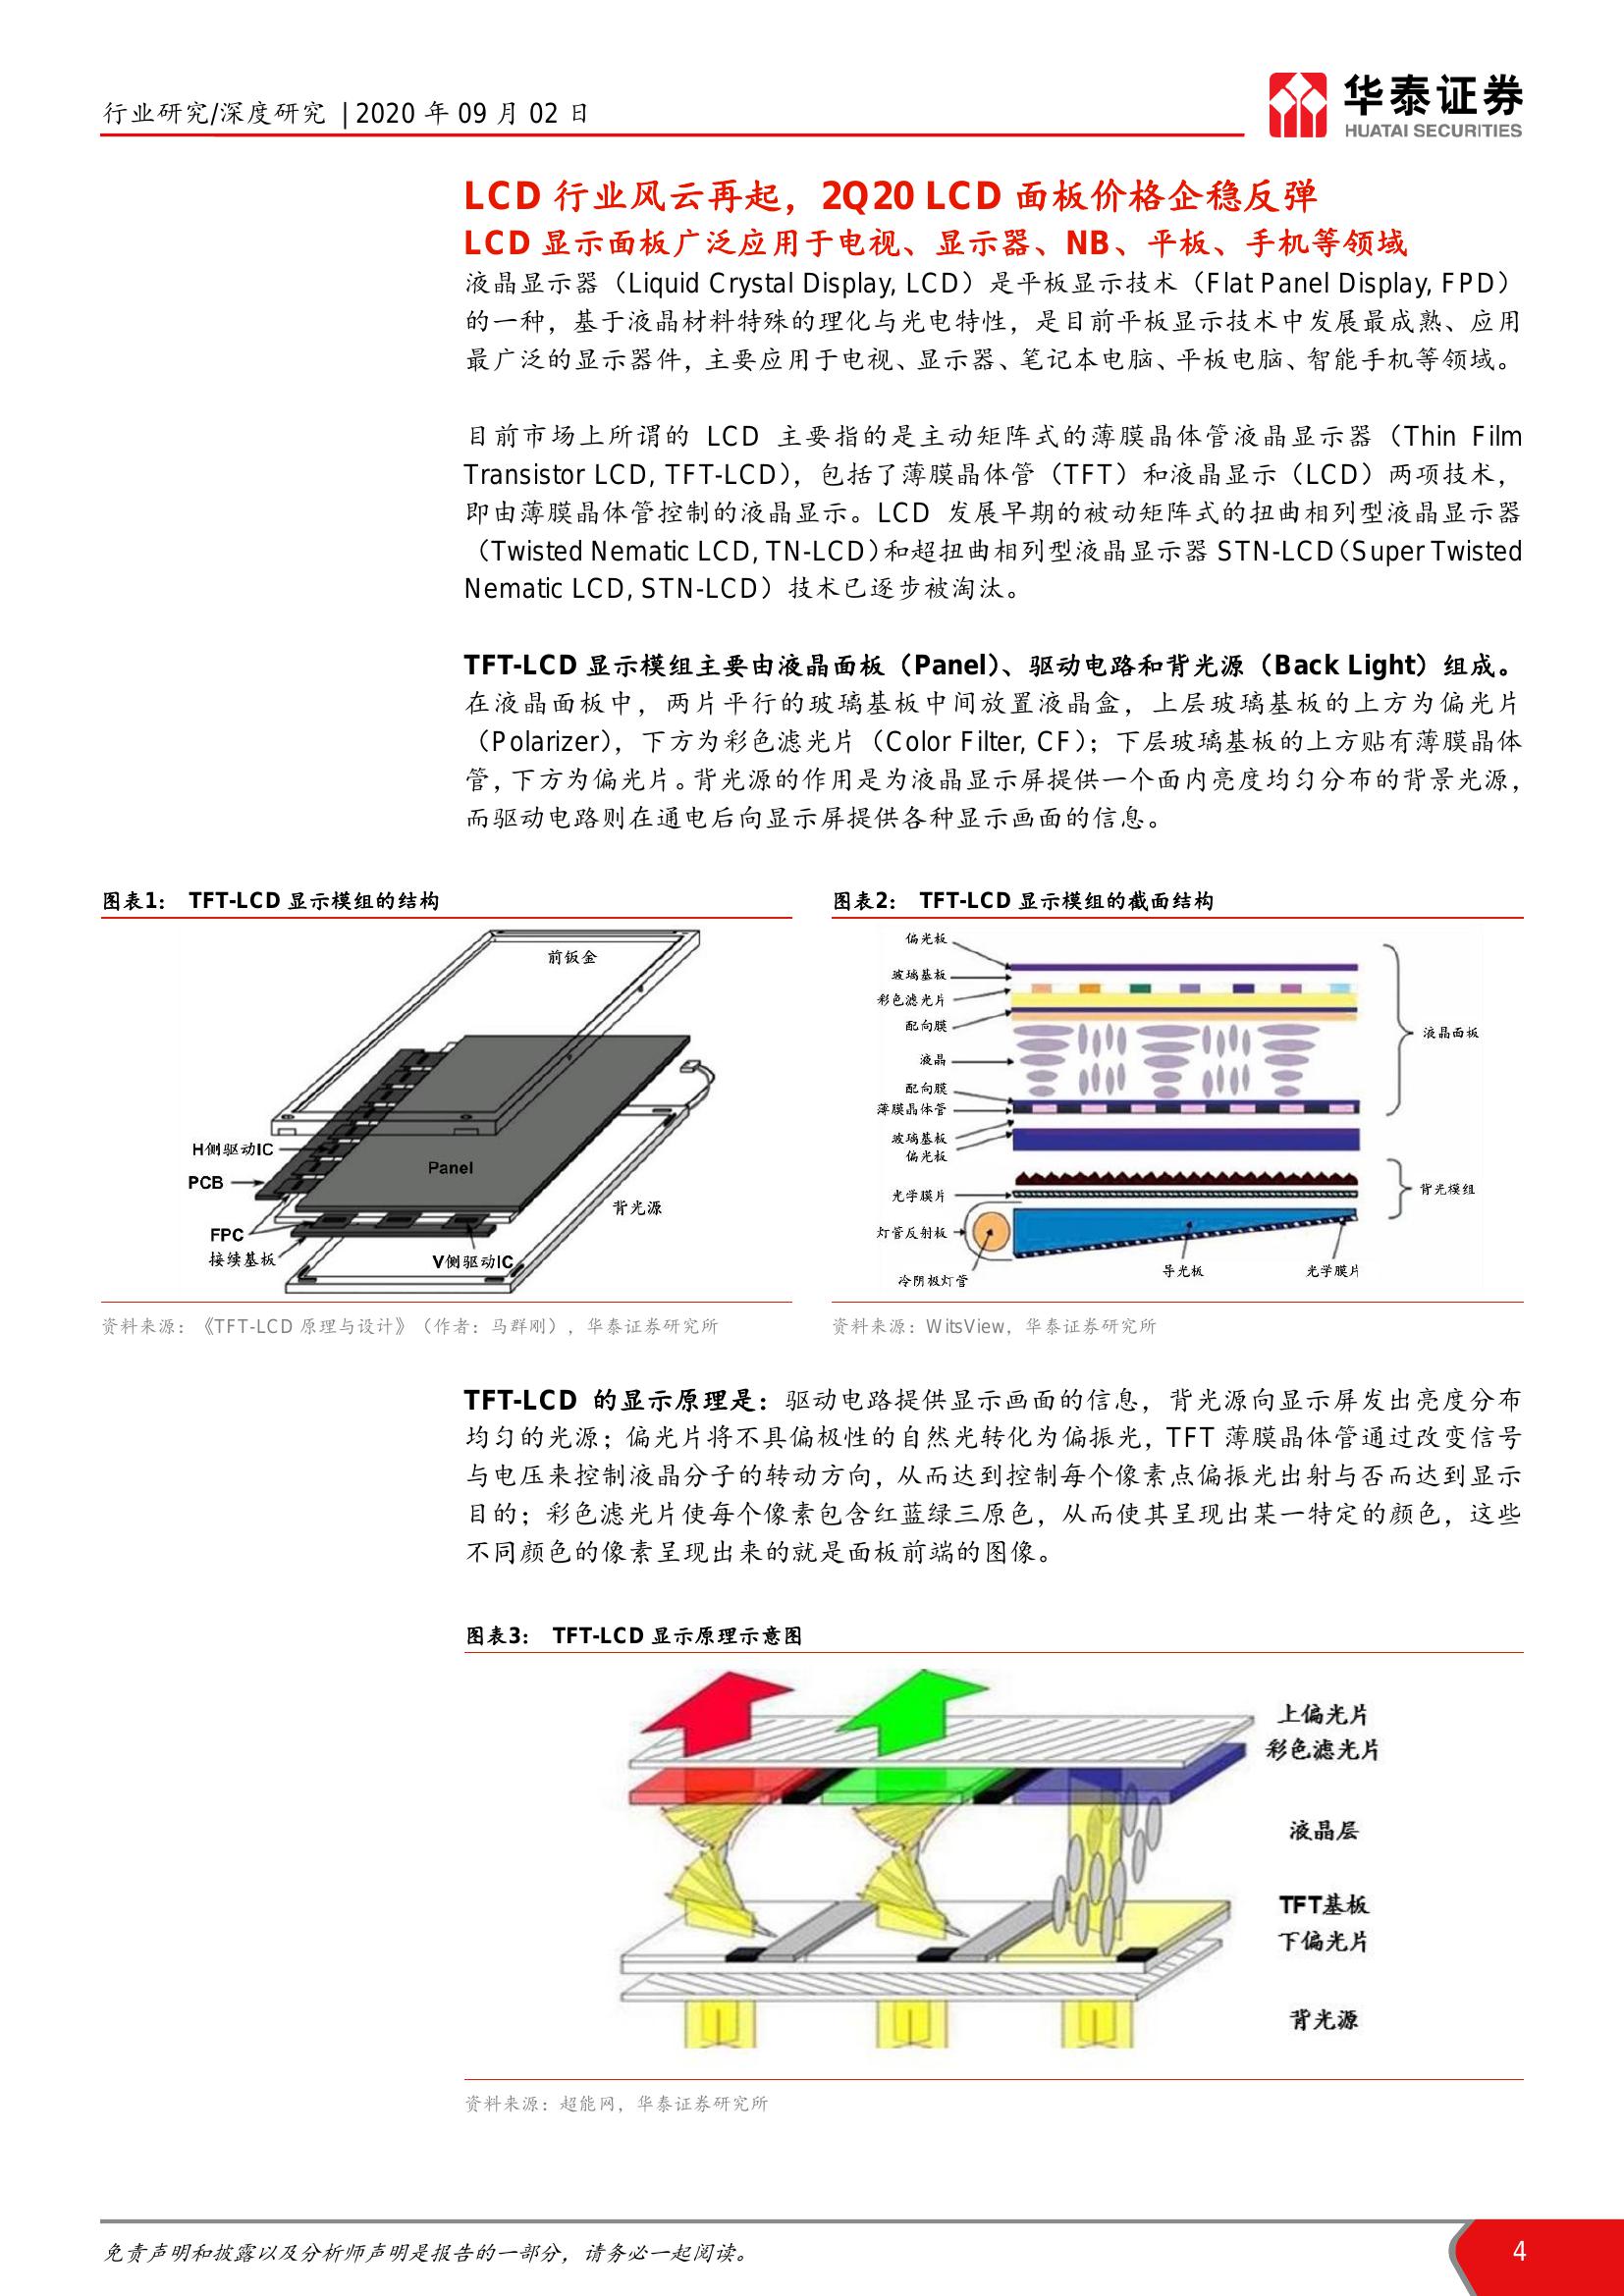 行业研究/深度研究 | 2020 年 09 月 02 日
华泰证券
HUATAI SECURITIES
LCD 行业风云再起，2Q20 LCD 面板价格企稳反弹
LCD 显示面板广泛应用于电视、显示器、NB、平板、手机等领域
液晶显示器（Liquid Crystal Display, LCD）是平板显示技术（Flat Panel Display, FPD）
的一种，基于液晶材料特殊的理化与光电特性，是目前平板显示技术中发展最成熟、应用
最广泛的显示器件，主要应用于电视、显示器、笔记本电脑、平板电脑、智能手机等领域。
目前市场上所谓的 LCD 主要指的是主动矩阵式的薄膜晶体管液晶显示器（Thin Film
Transistor LCD, TFT-LCD），包括了薄膜晶体管（TFT）和液晶显示（LCD）两项技术，
即由薄膜晶体管控制的液晶显示。LCD 发展早期的被动矩阵式的扭曲相列型液晶显示器
（Twisted Nematic LCD, TN-LCD）和超扭曲相列型液晶显示器 STN-LCD（Super Twisted
Nematic LCD, STN-LCD）技术已逐步被淘汰。
TFT-LCD 显示模组主要由液晶面板（Panel）、驱动电路和背光源（Back Light）组成。
在液晶面板中，两片平行的玻璃基板中间放置液晶盒，上层玻璃基板的上方为偏光片
（Polarizer），下方为彩色滤光片（Color Filter, CF）；下层玻璃基板的上方贴有薄膜晶体
管，下方为偏光片。背光源的作用是为液晶显示屏提供一个面内亮度均匀分布的背景光源，
而驱动电路则在通电后向显示屏提供各种显示画面的信息。
图表1： TFT-LCD 显示模组的结构
前钣金
H侧驱动IC
PCB
Panel
FPC
接续基板
V侧驱动IC
背光源
资料来源：《TFT-LCD 原理与设计》（作者：马群刚），华泰证券研究所
图表2： TFT-LCD 显示模组的截面结构
偏光板
玻璃基板
彩色滤光片
配向膜
液晶
配向膜
薄膜晶体管
玻璃基板
偏光板
光学膜片
灯管反射板
冷阴极灯管
导光板
光学膜片
液晶面板
背光模组
资料来源：WitsView，华泰证券研究所
TFT-LCD 的显示原理是：驱动电路提供显示画面的信息，背光源向显示屏发出亮度分布
均匀的光源；偏光片将不具偏极性的自然光转化为偏振光，TFT 薄膜晶体管通过改变信号
与电压来控制液晶分子的转动方向，从而达到控制每个像素点偏振光出射与否而达到显示
目的；彩色滤光片使每个像素包含红蓝绿三原色，从而使其呈现出某一特定的颜色，这些
不同颜色的像素呈现出来的就是面板前端的图像。
图表3： TFT-LCD 显示原理示意图
上偏光片
彩色滤光片
液晶层
TFT基板
下偏光片
背光源
资料来源：超能网，华泰证券研究所
免责声明和披露以及分析师声明是报告的一部分，请务必一起阅读。
4